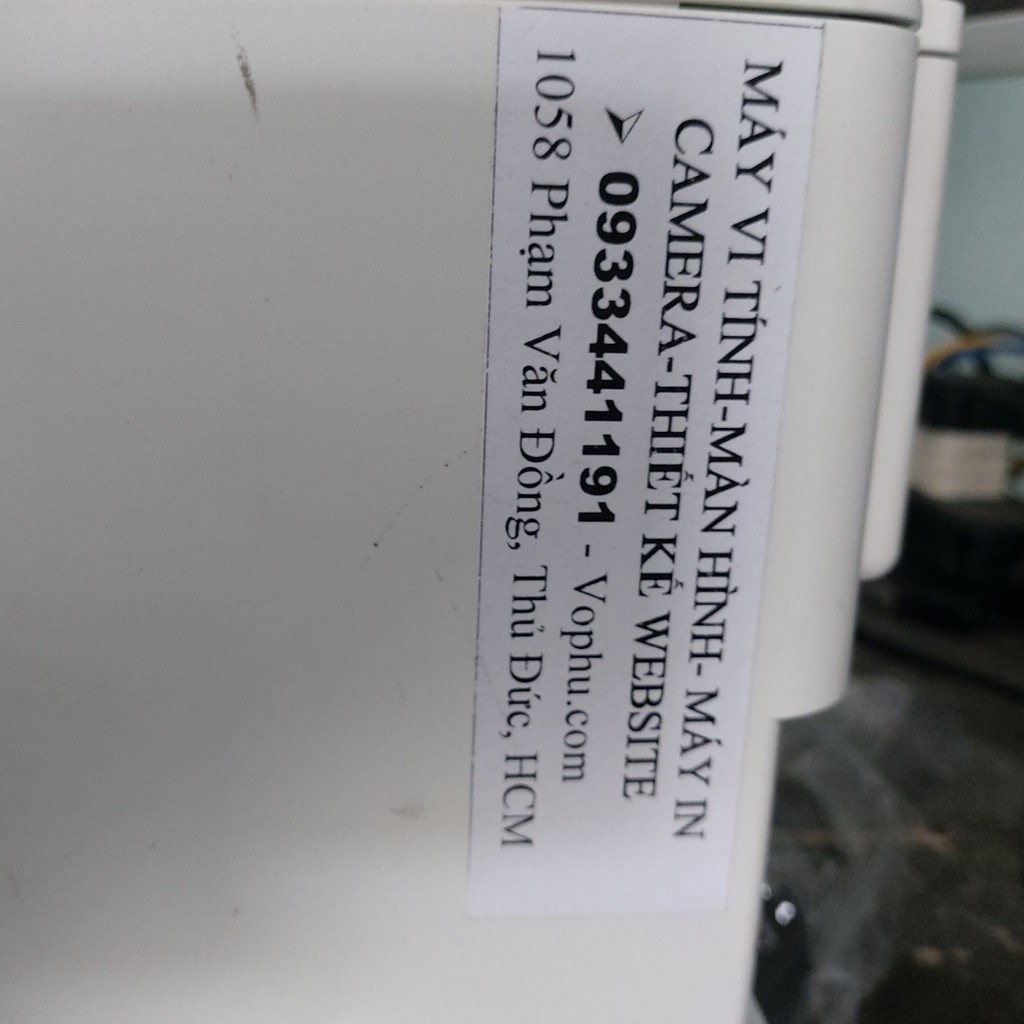 MÁY VI TÍNH-MÀN HÌNH- MÁY IN
CAMERA-THIẾT KẾ WEBSITE
➢ 0933441191 - Vophu.com
1058 Phạm Văn Đồng, Thủ Đức, HCM